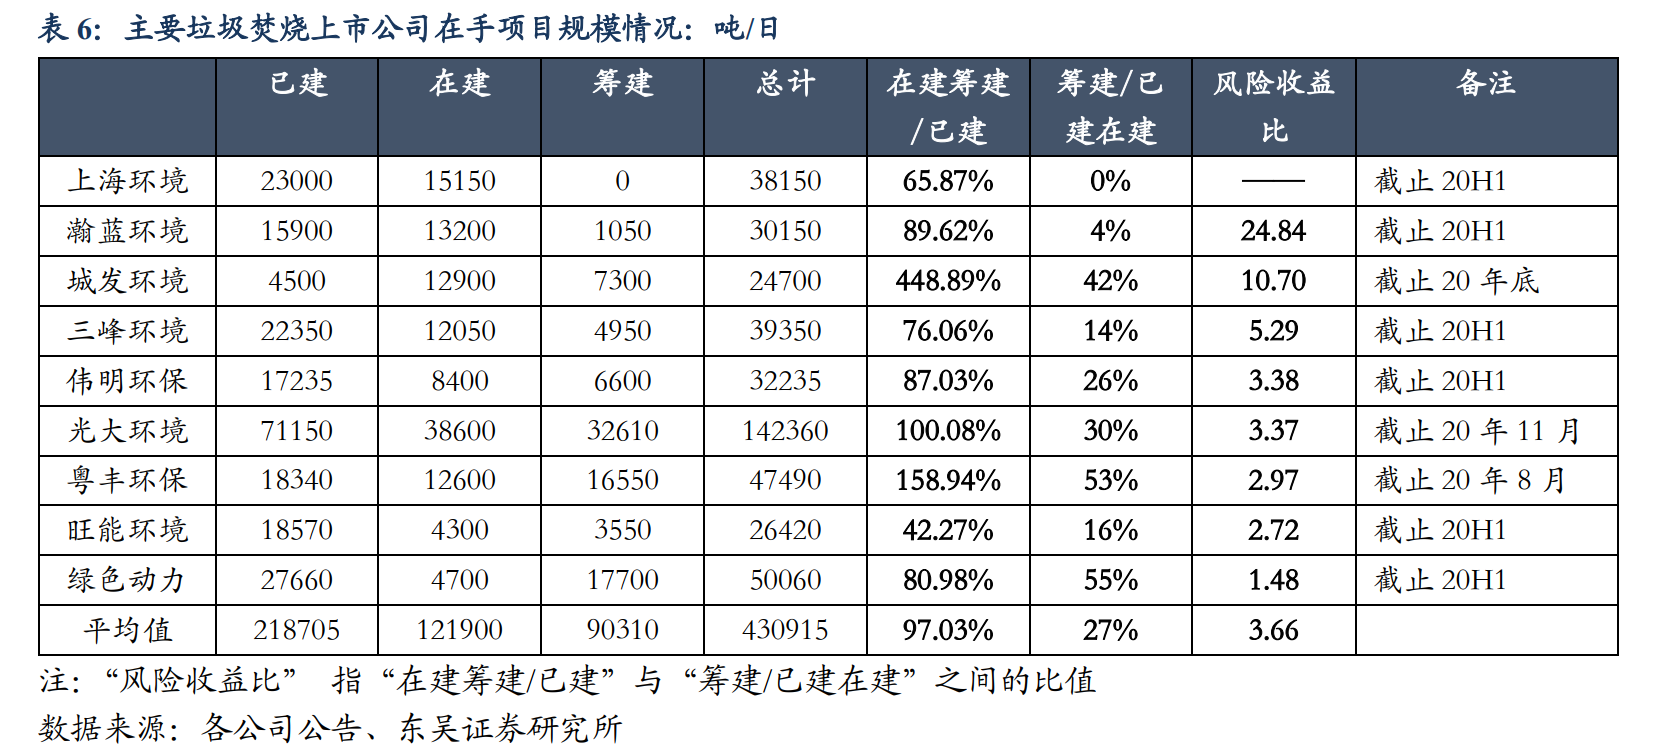 表 6：主要垃圾焚烧上市公司在手项目规模情况：吨/日
已建 在建 筹建 总计 在建筹建/已建 筹建/已建在建 风险收益比 备注
上海环境 23000 15150 0 38150 65.87% 0% —— 截止 20H1
瀚蓝环境 15900 13200 1050 30150 89.62% 4% 24.84 截止 20H1
城发环境 4500 12900 7300 24700 448.89% 42% 10.70 截止 20 年底
三峰环境 22350 12050 4950 39350 76.06% 14% 5.29 截止 20H1
伟明环保 17235 8400 6600 32235 87.03% 26% 3.38 截止 20H1
光大环境 71150 38600 32610 142360 100.08% 30% 3.37 截止 20 年 11 月
粤丰环保 18340 12600 16550 47490 158.94% 53% 2.97 截止 20 年 8 月
旺能环境 18570 4300 3550 26420 42.27% 16% 2.72 截止 20H1
绿色动力 27660 4700 17700 50060 80.98% 55% 1.48 截止 20H1
平均值 218705 121900 90310 430915 97.03% 27% 3.66
注：“风险收益比” 指“在建筹建/已建”与“筹建/已建在建”之间的比值
数据来源：各公司公告、东吴证券研究所